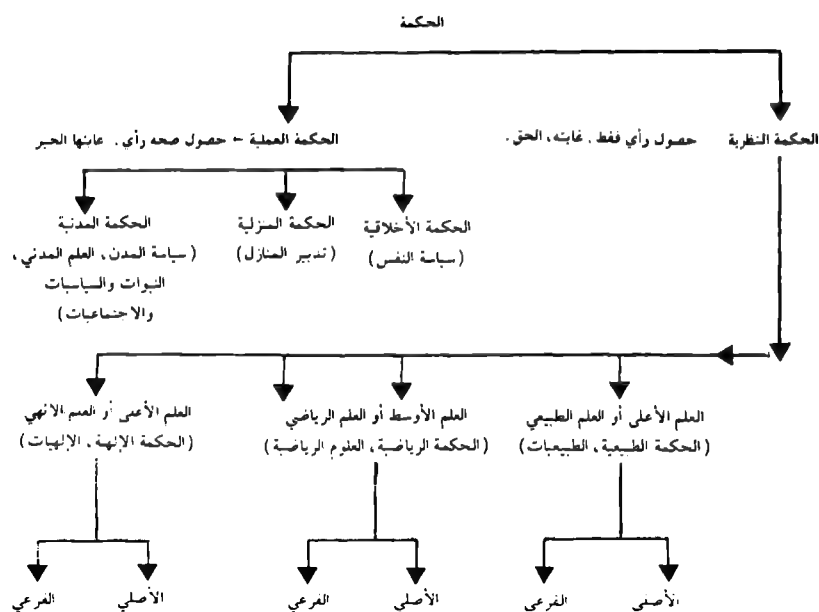 الحكمة
الحكمة النظرية حصول رأي فقط. غايته، الحق.
الحكمة العملية – حصول صحه رأي. غايتها الخير
الحكمة الأخلاقية
(سياسة النفس)
الحكمة المنزلية
(تدبير المنازل)
الحكمة المدنية
(سياسة المدن، العلم المدني،
النبوات والسياسات
والاجتماعيات)
العلم الأعلى أو العلم الطبيعي
(الحكمة الطبيعية، الطبيعيات)
العلم الأوسط أو العلم الرياضي
(الحكمة الرياضية، العلوم الرياضية)
العلم الأعلى أو العلم الالهي
(الحكمة الإلهية، الإلهيات)
الأصلي
الفرعي
الأصلي
الفرعي
الأصلي
الفرعي